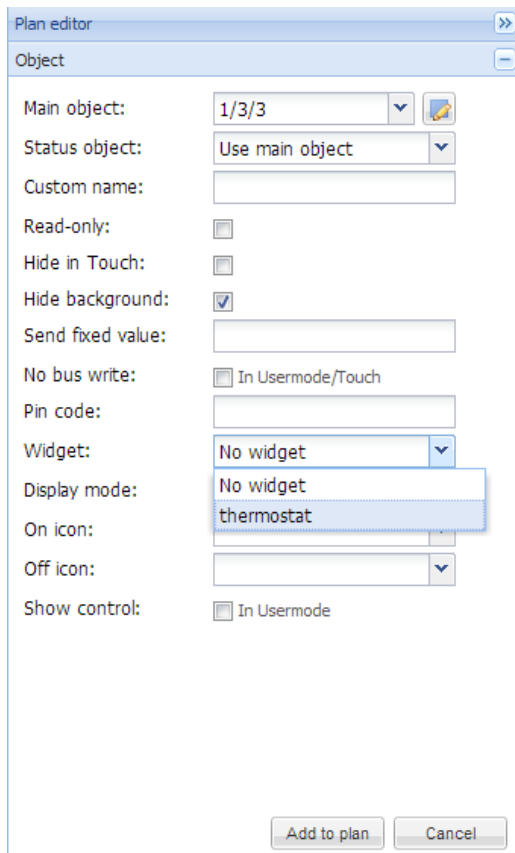 Plan editor
Object
Main object: 1/3/3
Status object: Use main object
Custom name:
Read-only:
Hide in Touch:
Hide background:
Send fixed value:
No bus write: In Usermode/Touch
Pin code:
Widget: No widget
No widget
Display mode:
thermostat
On icon:
Off icon:
Show control: In Usermode
Add to plan Cancel